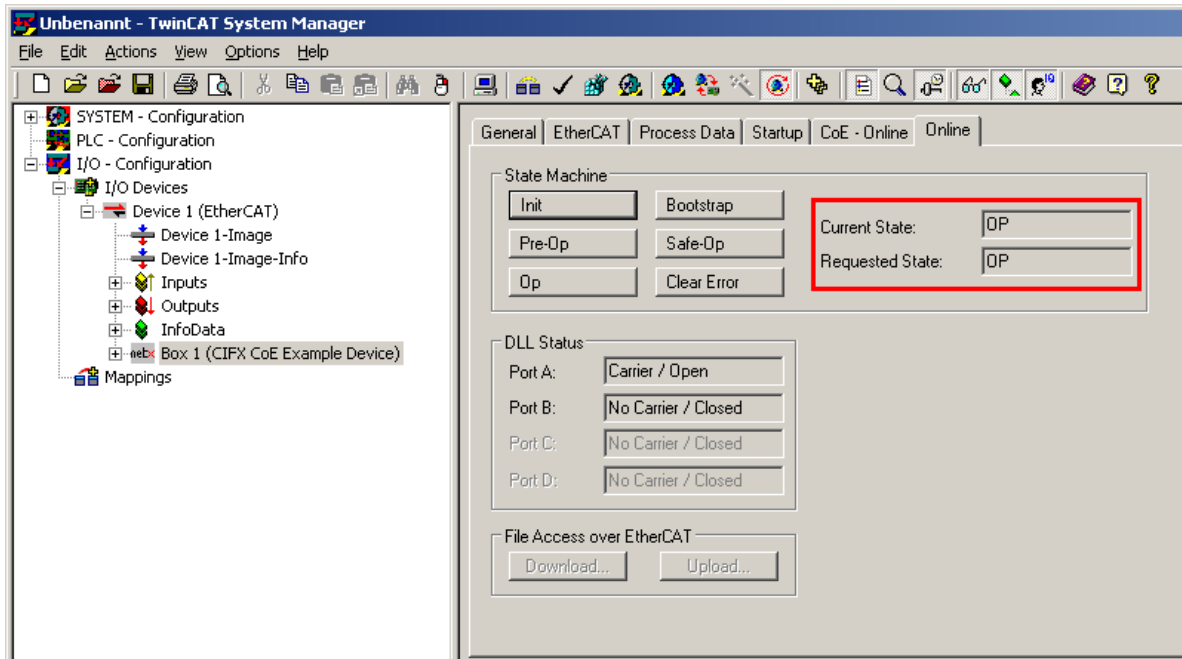 Unbenannt - TwinCAT System Manager
File Edit Actions View Options Help
SYSTEM - Configuration
PLC - Configuration
I/O - Configuration
I/O Devices
Device 1 (EtherCAT)
Device 1-Image
Device 1-Image-Info
Inputs
Outputs
InfoData
netX Box 1 (CIFX CoE Example Device)
Mappings
General EtherCAT Process Data Startup CoE - Online Online
State Machine
Init Bootstrap
Pre-Op Safe-Op
Op Clear Error
Current State: OP
Requested State: OP
DLL Status
Port A: Carrier / Open
Port B: No Carrier / Closed
Port C: No Carrier / Closed
Port D: No Carrier / Closed
File Access over EtherCAT
Download... Upload...